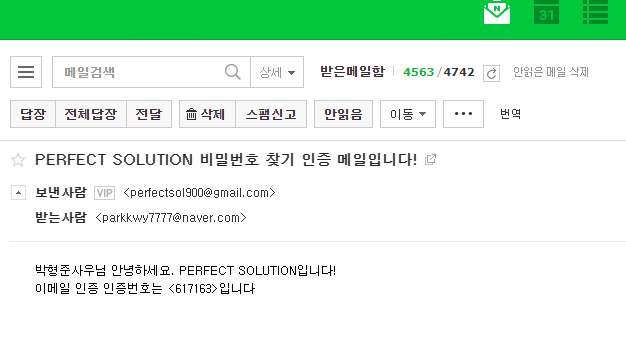 N
31
메일검색 상세 받은메일함 4563/4742 안읽은 메일 삭제
답장 전체답장 전달 삭제 스팸신고 안읽음 이동 ··· 번역
PERFECT SOLUTION 비밀번호 찾기 인증 메일입니다!
보낸사람 VIP <perfectsol900@gmail.com>
받는사람 <parkkwy7777@naver.com>
박형준사우님 안녕하세요. PERFECT SOLUTION입니다!
이메일 인증 인증번호는 <617163>입니다